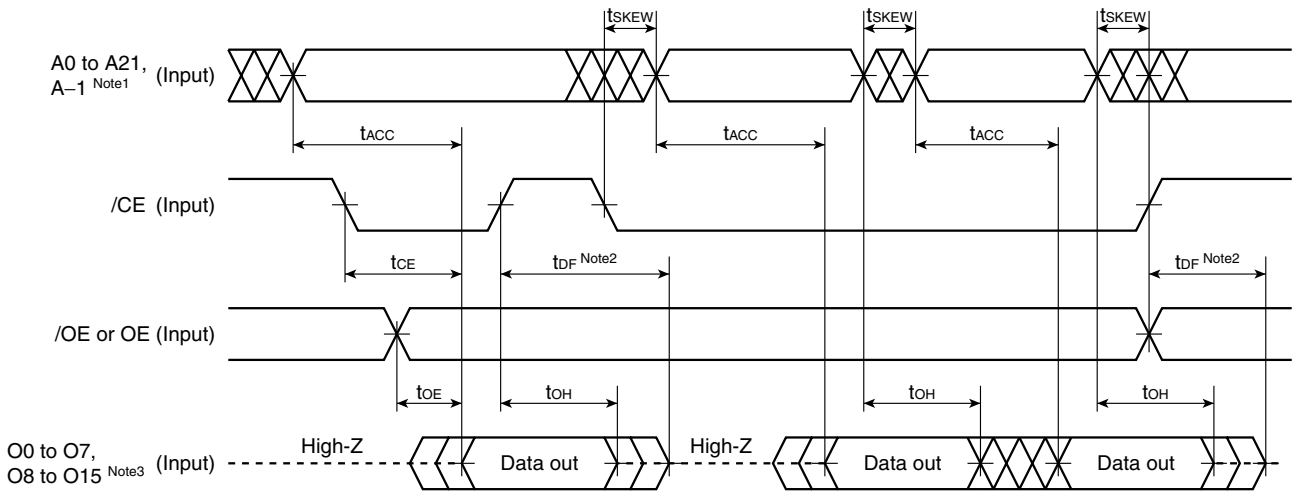 tSKEW tSKEW tSKEW
A0 to A21,
A−1 Note1 (Input)
tACC tACC tACC
/CE (Input)
tCE tDF Note2 tDF Note2
/OE or OE (Input)
tOE tOH tOH tOH
O0 to O7,
O8 to O15 Note3 (Input)
High-Z Data out High-Z Data out Data out